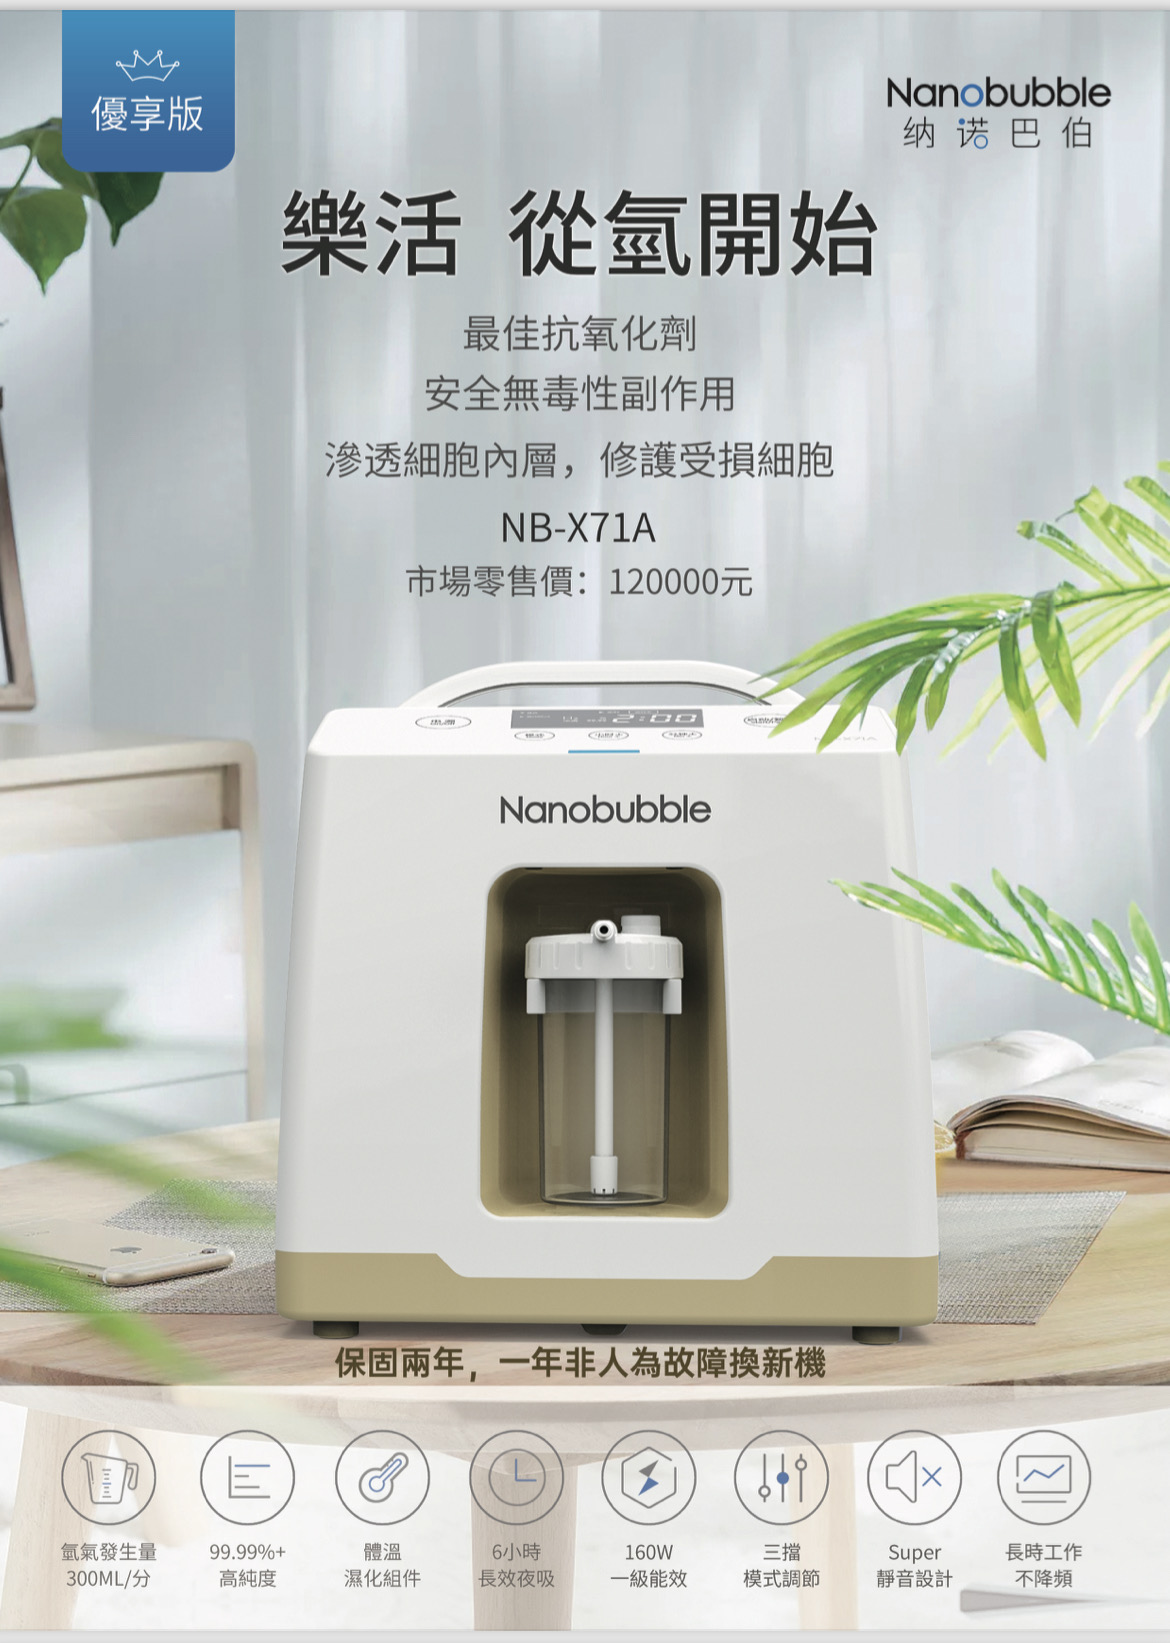 優享版
Nanobubble
纳诺巴伯
樂活 從氫開始
最佳抗氧化劑
安全無毒性副作用
滲透細胞內層，修護受損細胞
NB-X71A
市場零售價：120000元
2:00
Nanobubble
保固兩年，一年非人為故障換新機
氫氣發生量
300ML/分
99.99%+
高純度
體溫
濕化組件
6小時
長效夜吸
160W
一級能效
三擋
模式調節
Super
靜音設計
長時工作
不降頻